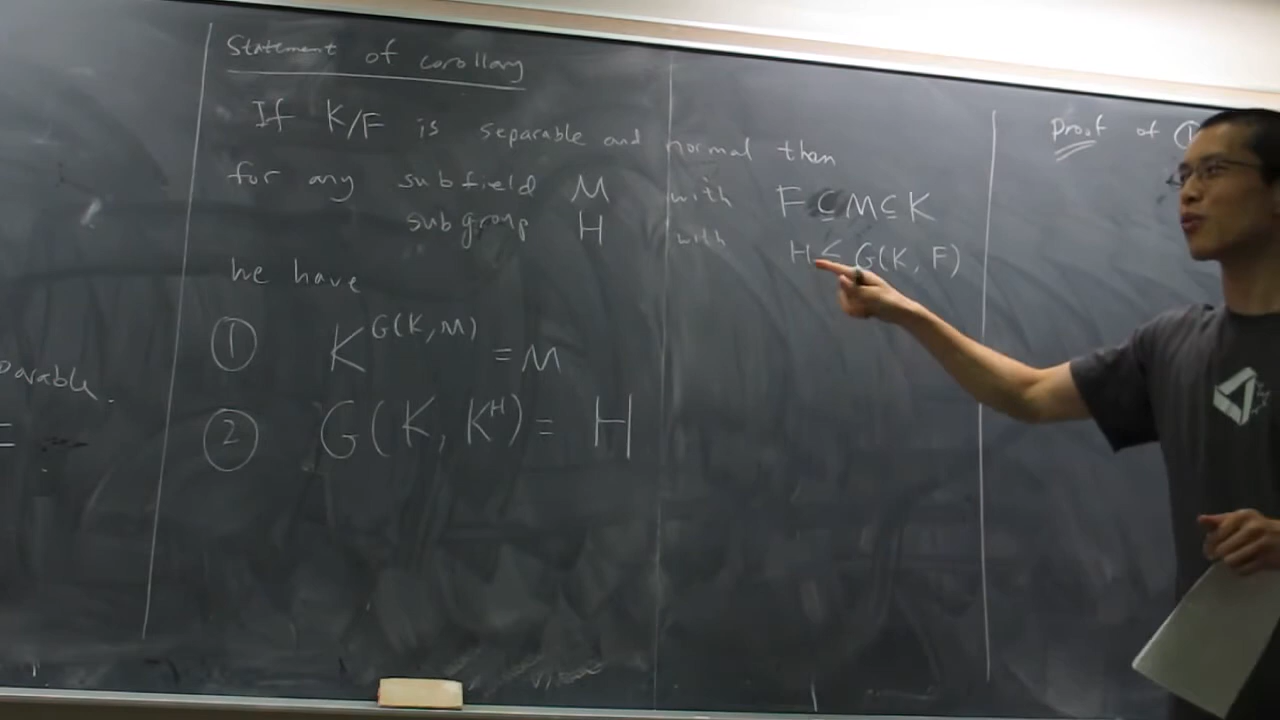 Statement of corollary
If K/F is separable and normal then
for any subfield M with F ⊆ M ⊆ K
subgroup H with H ≤ G(K, F)
we have
① K^{G(K,M)} = M
② G(K, K^H) = H
Proof of ①